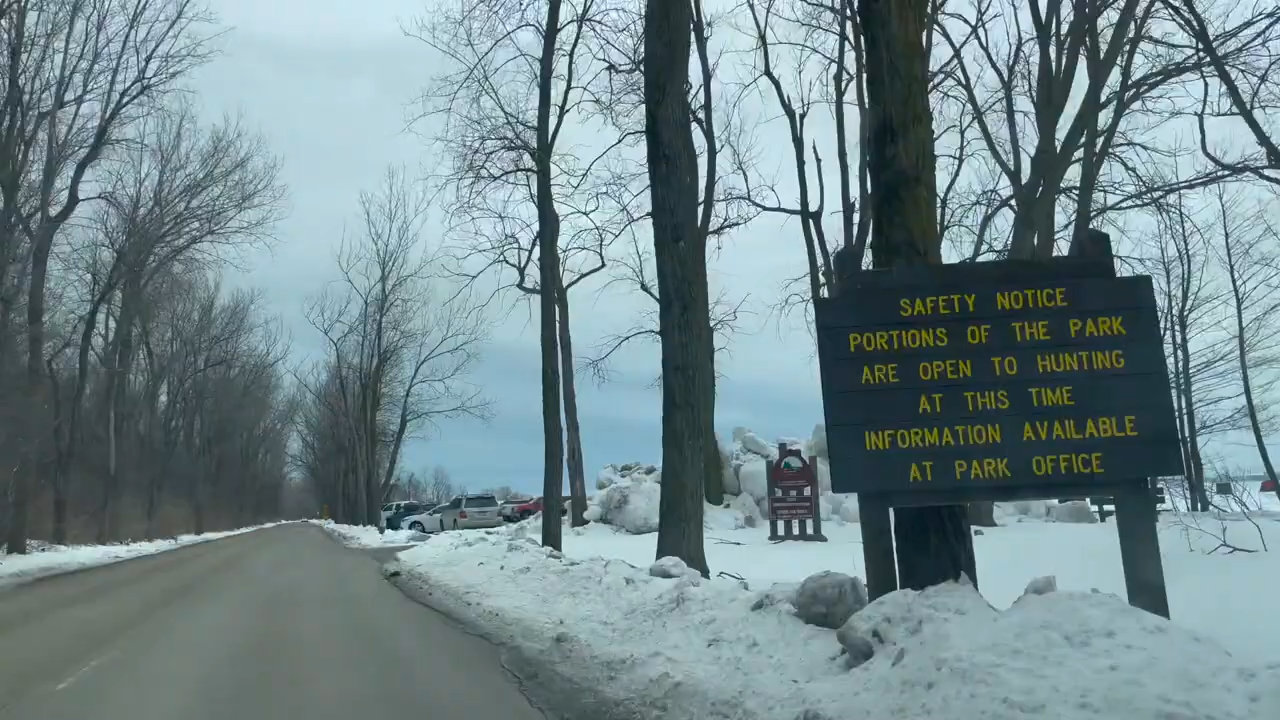 SAFETY NOTICE
PORTIONS OF THE PARK
ARE OPEN TO HUNTING
AT THIS TIME
INFORMATION AVAILABLE
AT PARK OFFICE